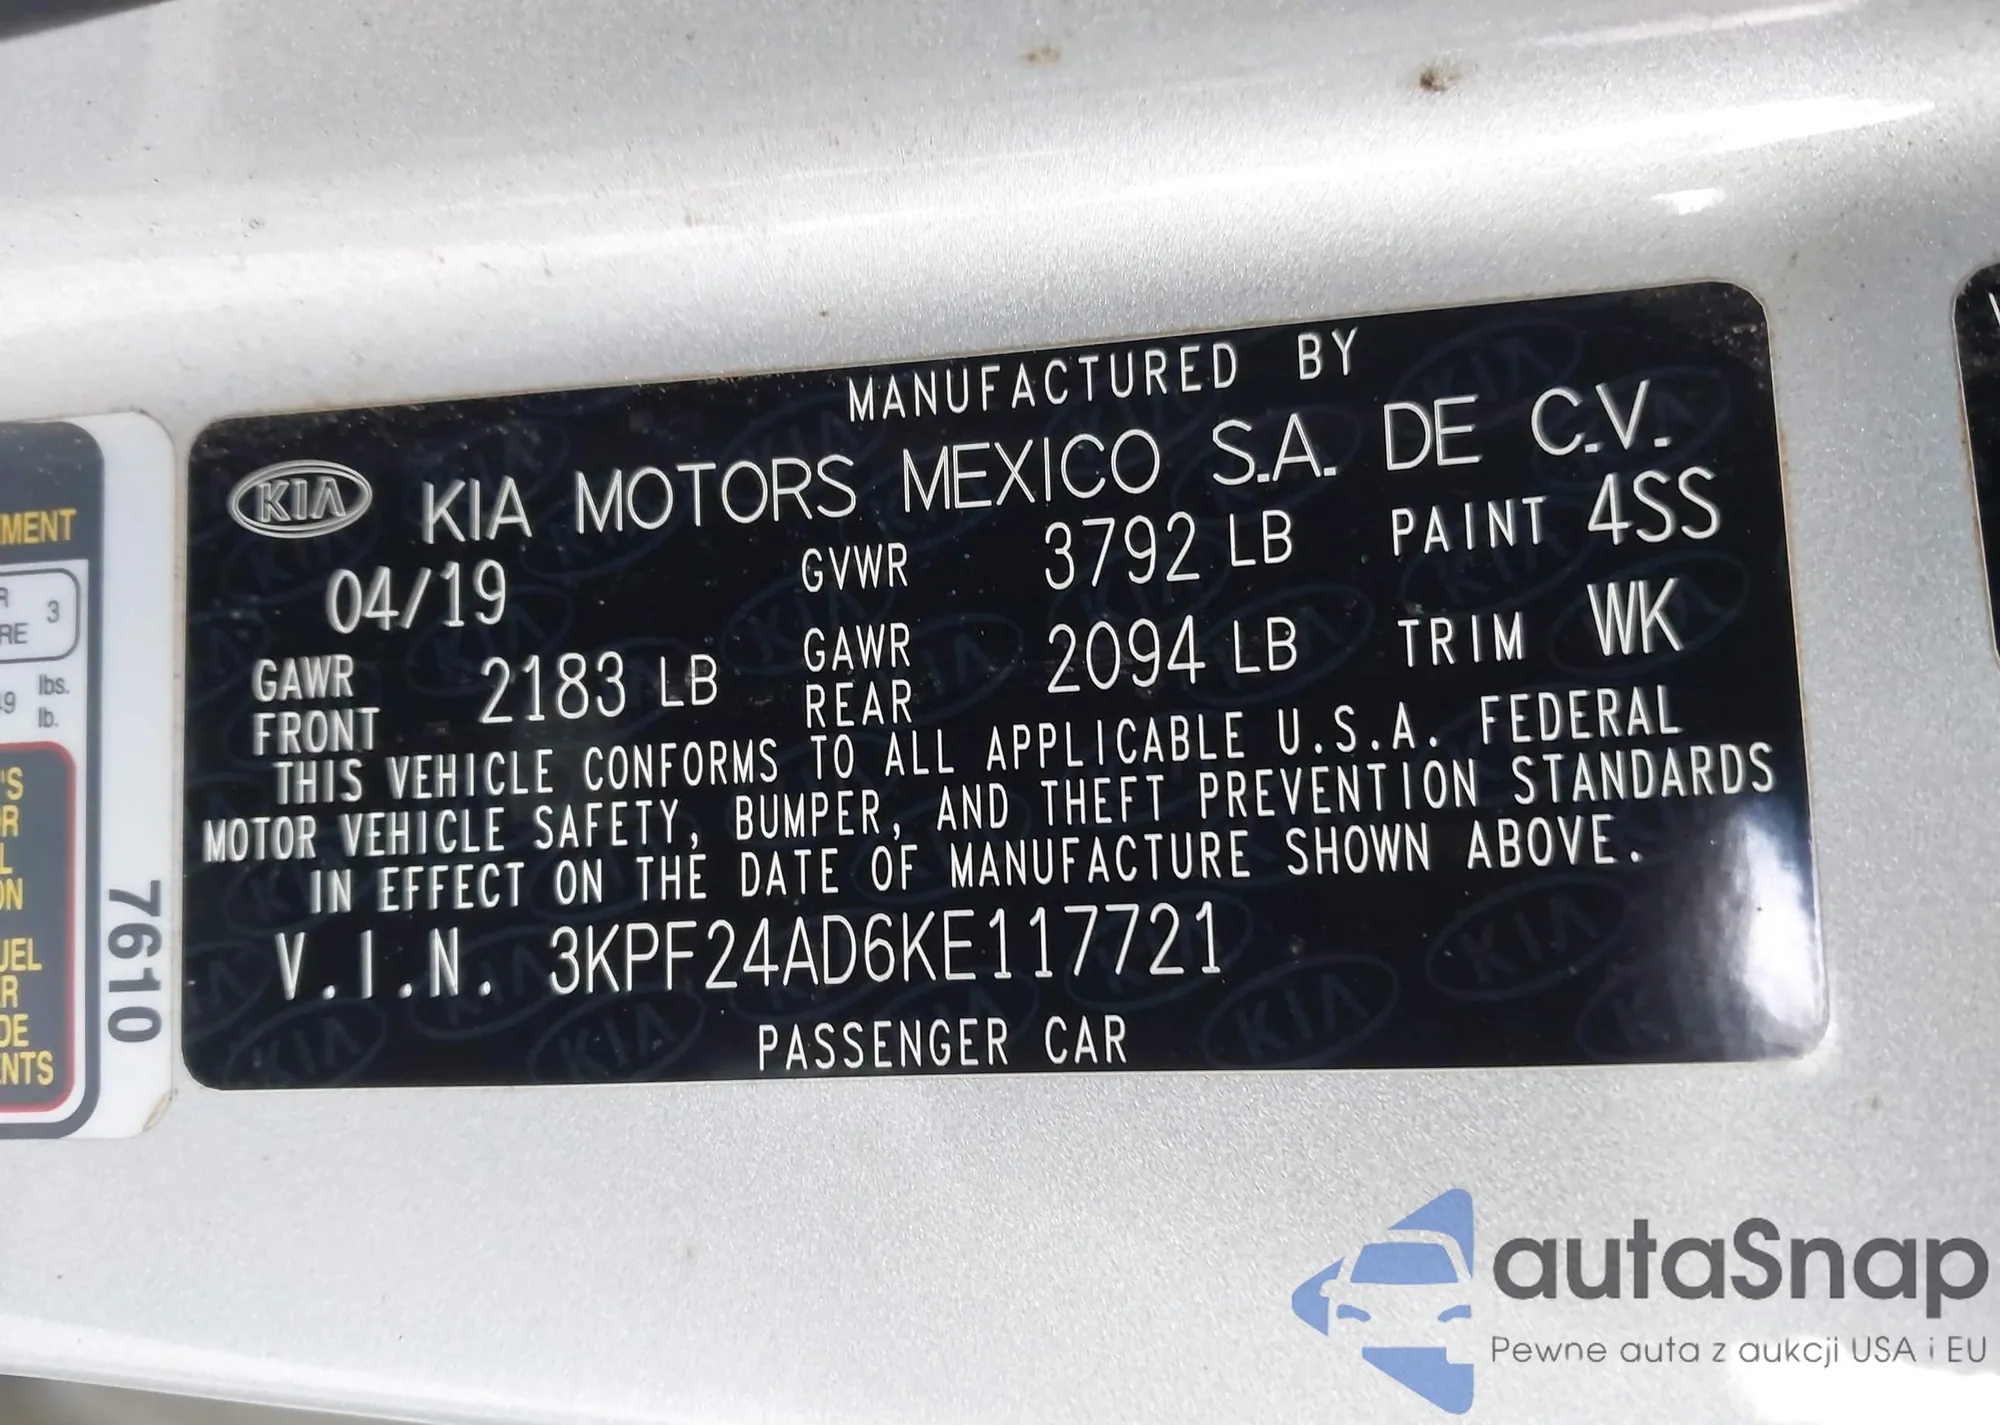 MANUFACTURED BY
KIA KIA MOTORS MEXICO S.A. DE C.V.
04/19 GVWR 3792 LB PAINT 4SS
GAWR FRONT 2183 LB GAWR REAR 2094 LB TRIM WK
THIS VEHICLE CONFORMS TO ALL APPLICABLE U.S.A. FEDERAL
MOTOR VEHICLE SAFETY, BUMPER, AND THEFT PREVENTION STANDARDS
IN EFFECT ON THE DATE OF MANUFACTURE SHOWN ABOVE.
V.I.N. 3KPF24AD6KE117721
PASSENGER CAR
3
lbs.
lb.
7610
autaSnap
Pewne auta z aukcji USA i EU